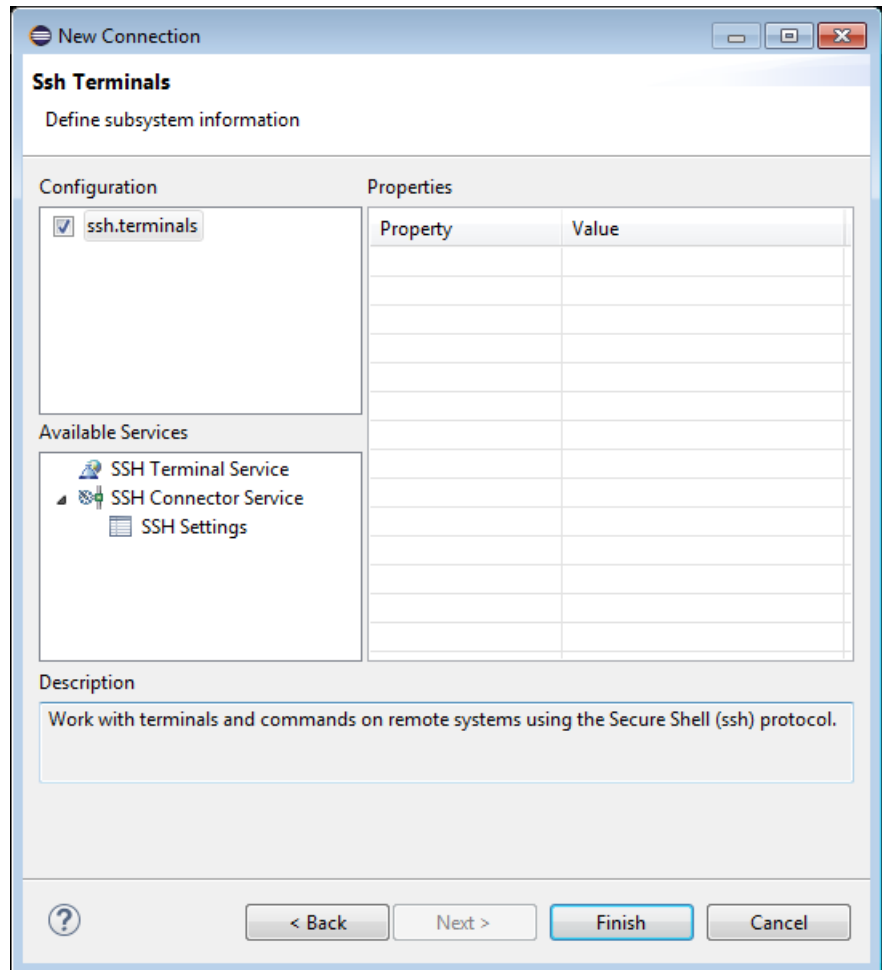 New Connection
Ssh Terminals
Define subsystem information
Configuration
Properties
ssh.terminals
Property Value
Available Services
SSH Terminal Service
SSH Connector Service
SSH Settings
Description
Work with terminals and commands on remote systems using the Secure Shell (ssh) protocol.
?
< Back
Next >
Finish
Cancel